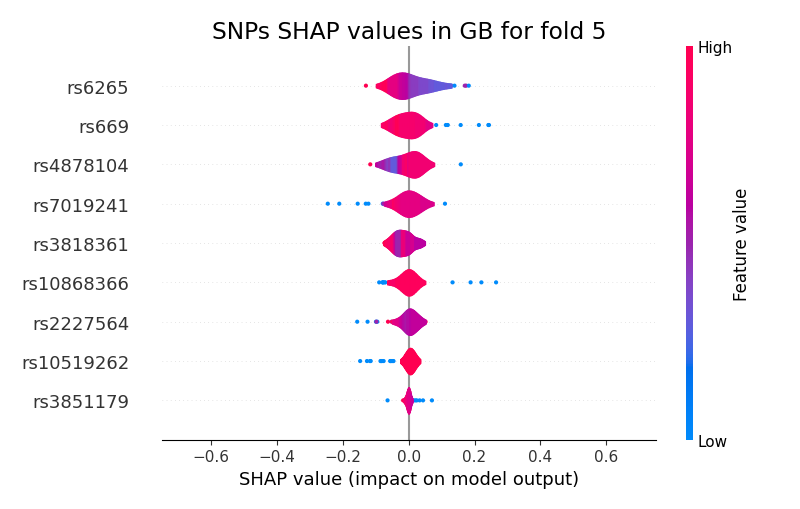 SNPs SHAP values in GB for fold 5
High
rs6265
rs669
rs4878104
rs7019241
rs3818361
rs10868366
rs2227564
rs10519262
rs3851179
Feature value
Low
−0.6 −0.4 −0.2 0.0 0.2 0.4 0.6
SHAP value (impact on model output)